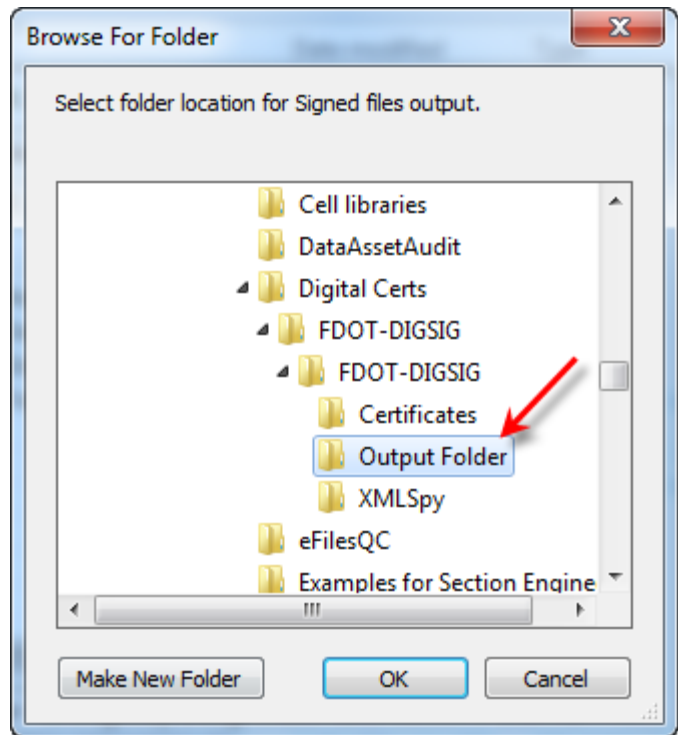 Browse For Folder
Select folder location for Signed files output.
Cell libraries
DataAssetAudit
Digital Certs
FDOT-DIGSIG
FDOT-DIGSIG
Certificates
Output Folder
XMLSpy
eFilesQC
Examples for Section Engine
Make New Folder
OK
Cancel